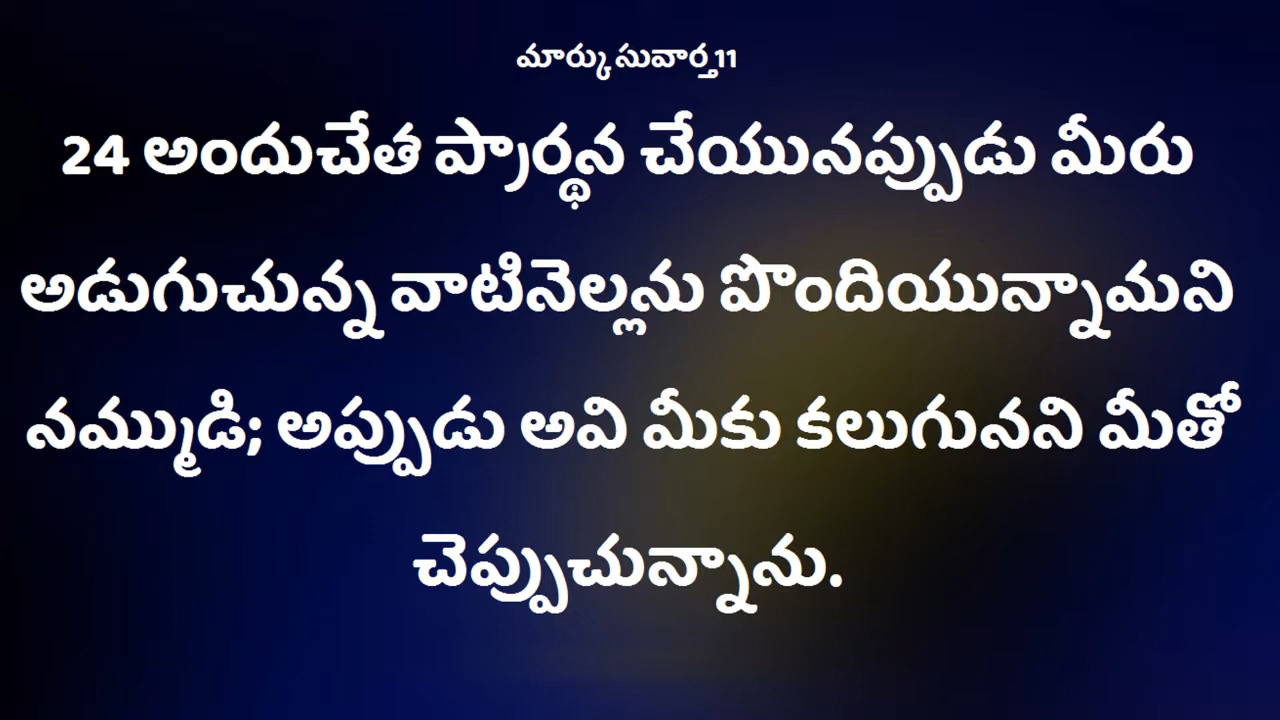 మార్కు సువార్త11
24 అందుచేత ప్రార్థన చేయునప్పుడు మీరు
అడుగుచున్న వాటినెల్లను పొందియున్నామని
నమ్ముడి; అప్పుడు అవి మీకు కలుగునని మీతో
చెప్పుచున్నాను.